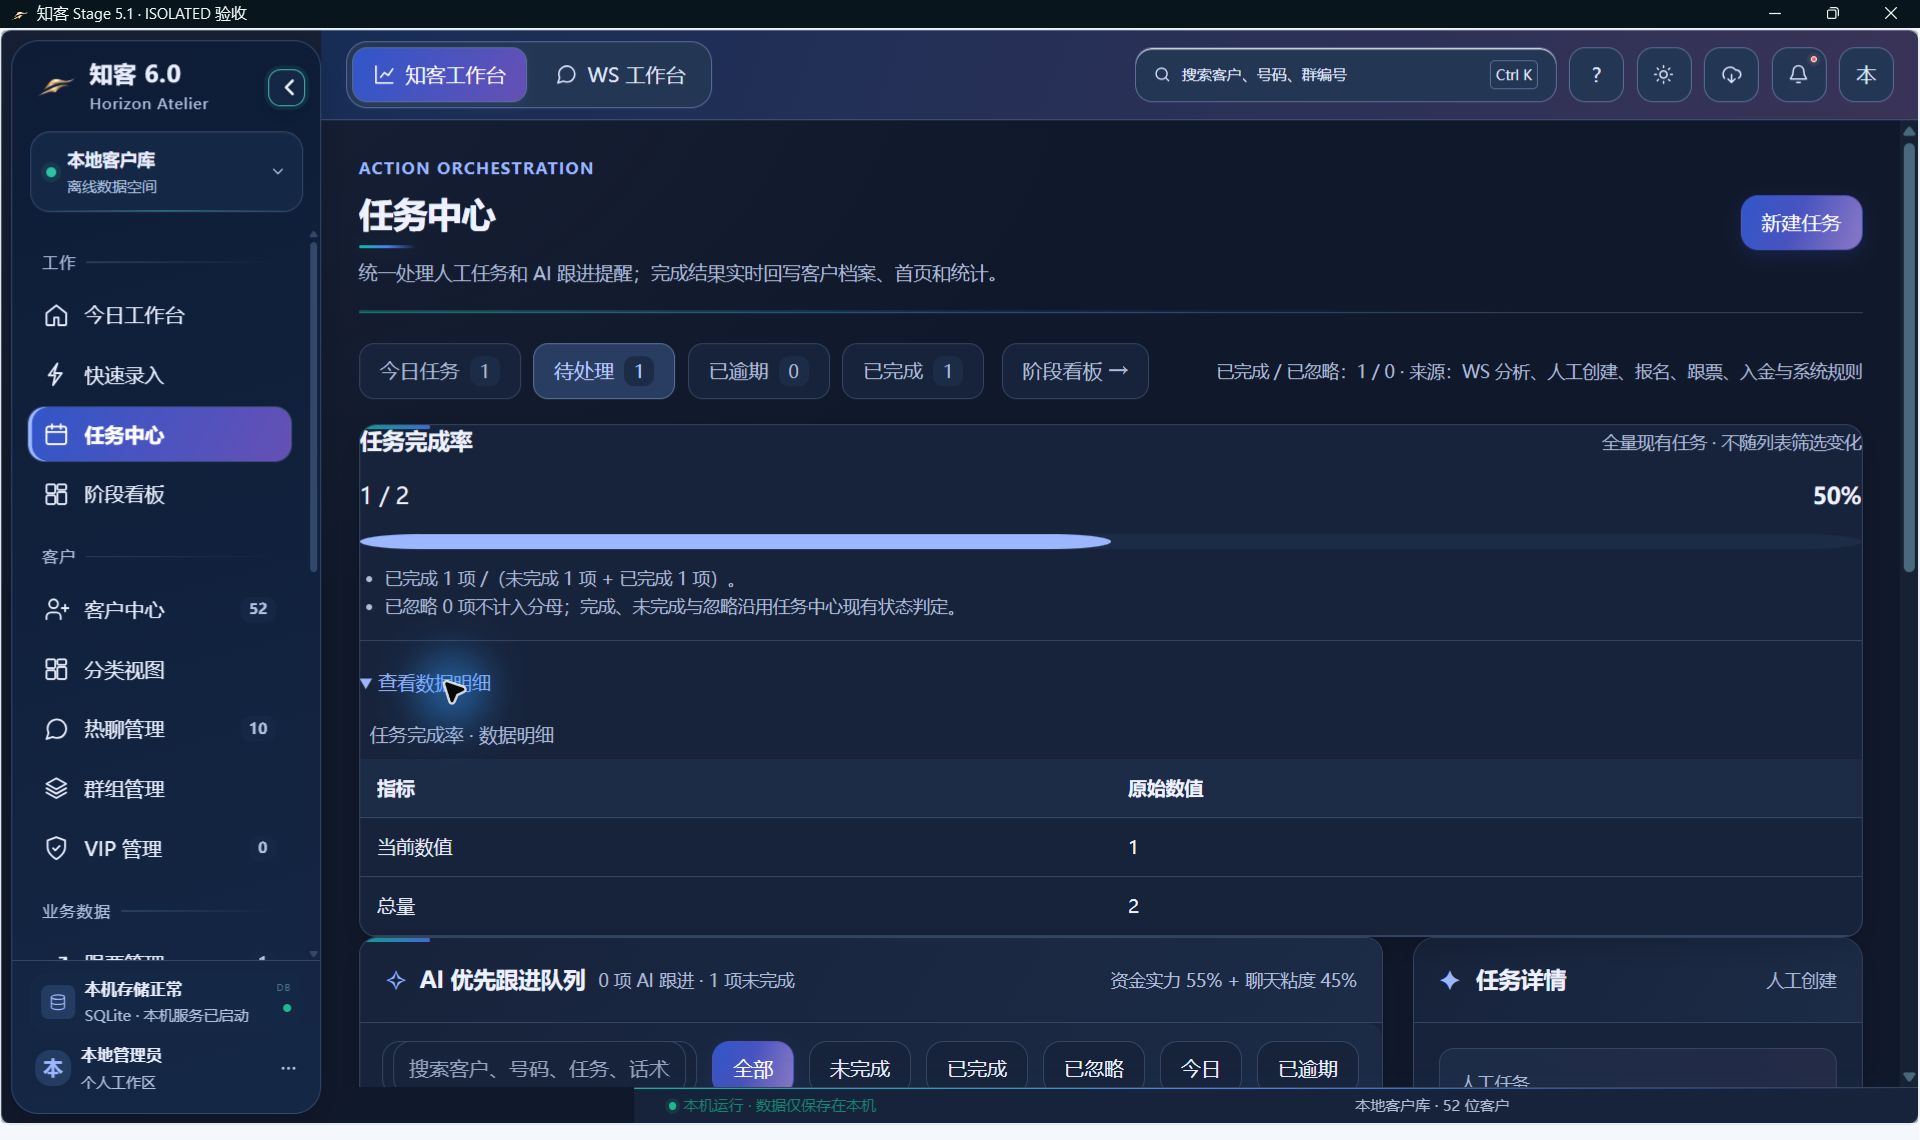 知客 Stage 5.1 · ISOLATED 验收
知客 6.0
Horizon Atelier
本地客户库
离线数据空间
工作
今日工作台
快速录入
任务中心
阶段看板
客户
客户中心 52
分类视图
热聊管理 10
群组管理
VIP 管理 0
业务数据
本机存储正常 DB
SQLite · 本机服务已启动
本 本地管理员 ···
个人工作区
知客工作台 WS 工作台
搜索客户、号码、群编号 Ctrl K ? 本
ACTION ORCHESTRATION
任务中心
新建任务
统一处理人工任务和 AI 跟进提醒；完成结果实时回写客户档案、首页和统计。
今日任务 1 待处理 1 已逾期 0 已完成 1 阶段看板 → 已完成 / 已忽略：1 / 0 · 来源：WS 分析、人工创建、报名、跟票、入金与系统规则
任务完成率 全量现有任务 · 不随列表筛选变化
1 / 2 50%
• 已完成 1 项 /（未完成 1 项 + 已完成 1 项）。
• 已忽略 0 项不计入分母；完成、未完成与忽略沿用任务中心现有状态判定。
▼ 查看数据明细
任务完成率 · 数据明细
指标 原始数值
当前数值 1
总量 2
AI 优先跟进队列 0 项 AI 跟进 · 1 项未完成 资金实力 55% + 聊天粘度 45%
搜索客户、号码、任务、话术 全部 未完成 已完成 已忽略 今日 已逾期
任务详情 人工创建
人工任务
本机运行 · 数据仅保存在本机 本地客户库 · 52 位客户